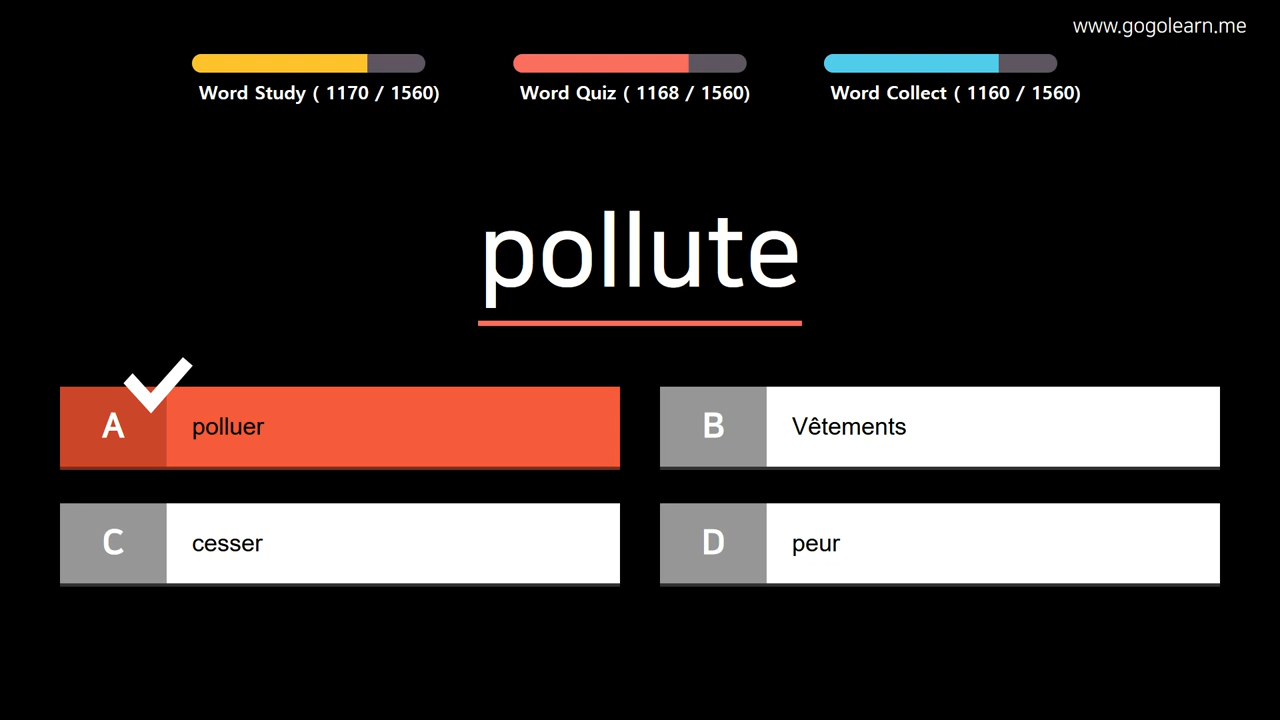 www.gogolearn.me
Word Study ( 1170 / 1560)
Word Quiz ( 1168 / 1560)
Word Collect ( 1160 / 1560)
pollute
A polluer
B Vêtements
C cesser
D peur